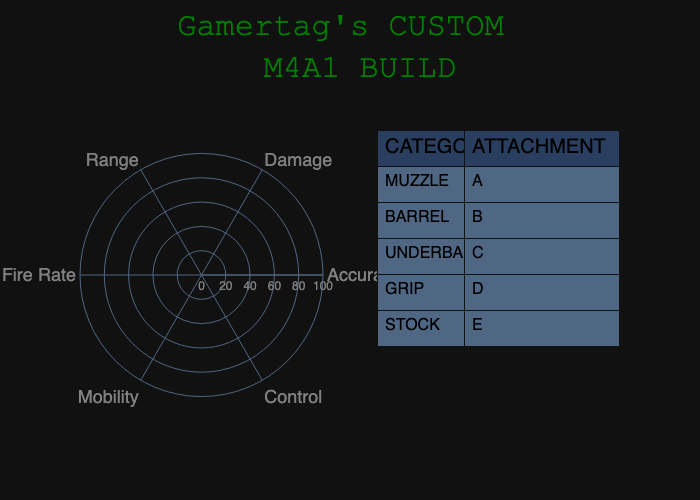 Gamertag's CUSTOM
M4A1 BUILD
Range
Damage
Fire Rate
Accura
0 20 40 60 80 100
Mobility
Control
CATEGO ATTACHMENT
MUZZLE A
BARREL B
UNDERBA C
GRIP D
STOCK E